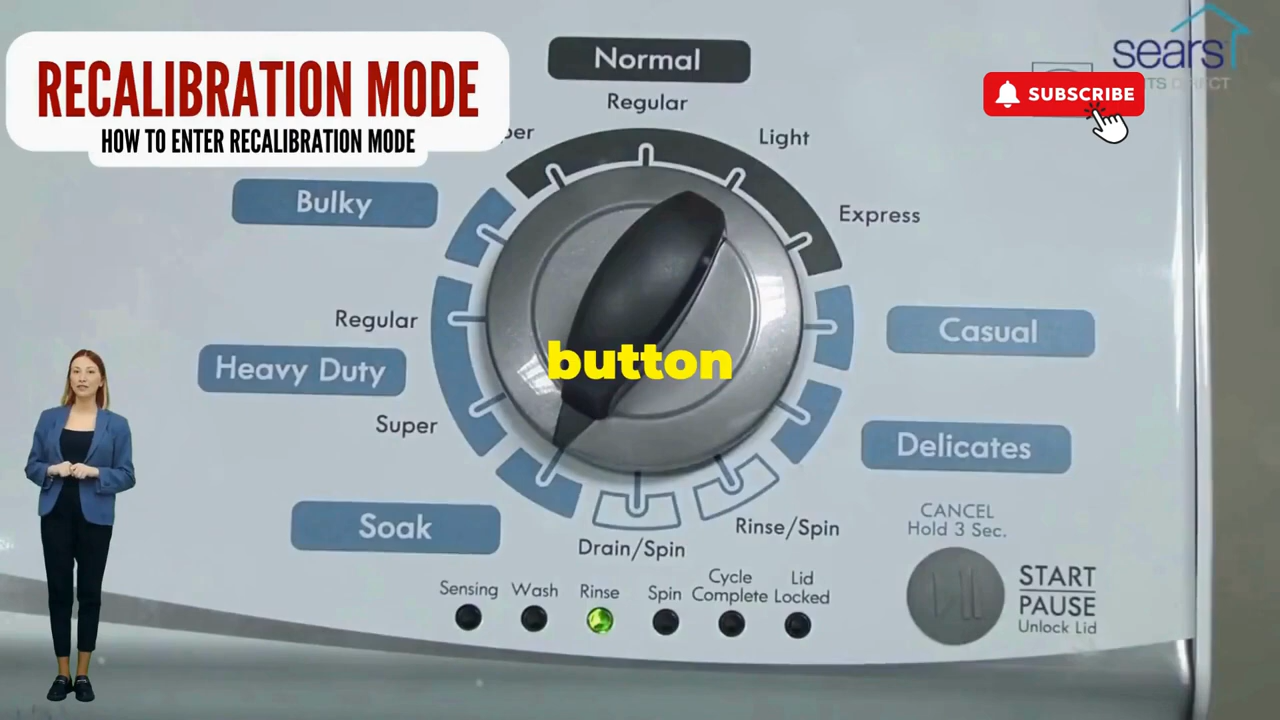 RECALIBRATION MODE
HOW TO ENTER RECALIBRATION MODE
sears
SUBSCRIBE
Normal
Regular
Light
Express
Bulky
Regular
Heavy Duty
Super
Casual
button
Delicates
Soak
Drain/Spin
Rinse/Spin
CANCEL
Hold 3 Sec.
Sensing
Wash
Rinse
Spin
Cycle
Complete
Lid
Locked
START
PAUSE
Unlock Lid